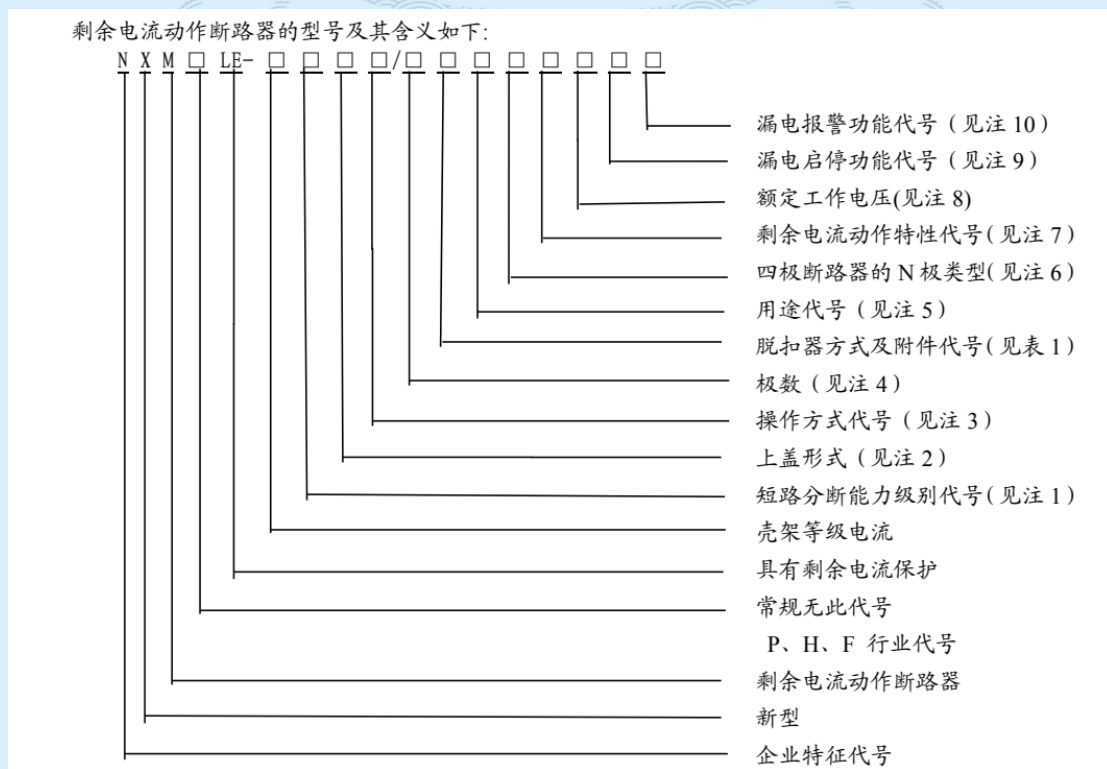 剩余电流动作断路器的型号及其含义如下:
N X M □ LE- □ □ □ □/□ □ □ □ □ □ □ □
漏电报警功能代号（见注 10）
漏电启停功能代号（见注 9）
额定工作电压(见注 8)
剩余电流动作特性代号(见注 7)
四极断路器的 N 极类型(见注 6)
用途代号（见注 5）
脱扣器方式及附件代号(见表 1)
极数（见注 4）
操作方式代号（见注 3）
上盖形式（见注 2）
短路分断能力级别代号(见注 1)
壳架等级电流
具有剩余电流保护
常规无此代号
P、H、F 行业代号
剩余电流动作断路器
新型
企业特征代号